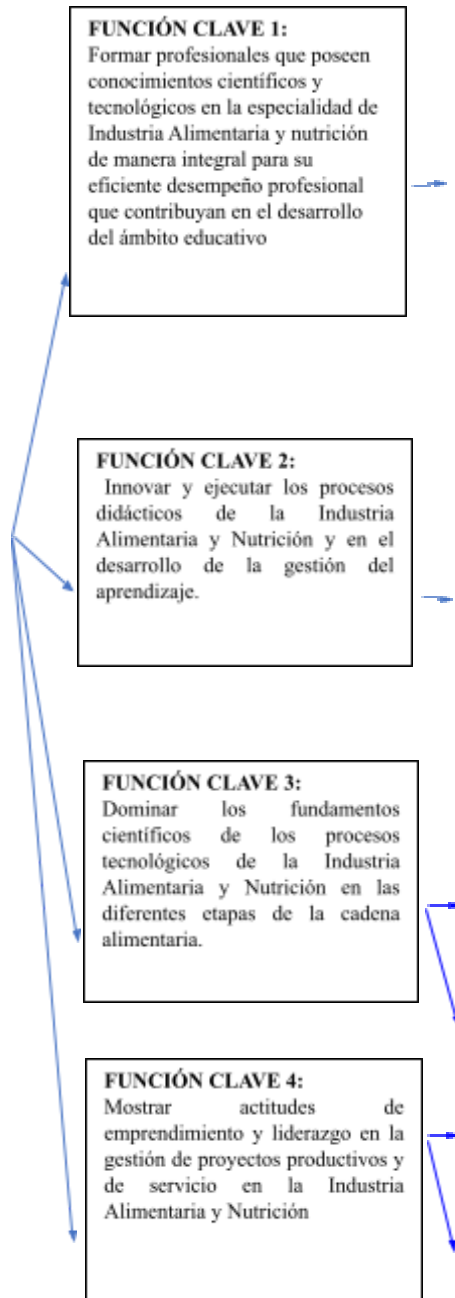 FUNCIÓN CLAVE 1:
Formar profesionales que poseen
conocimientos científicos y
tecnológicos en la especialidad de
Industria Alimentaria y nutrición
de manera integral para su
eficiente desempeño profesional
que contribuyan en el desarrollo
del ámbito educativo
FUNCIÓN CLAVE 2:
Innovar y ejecutar los procesos
didácticos de la Industria
Alimentaria y Nutrición y en el
desarrollo de la gestión del
aprendizaje.
FUNCIÓN CLAVE 3:
Dominar los fundamentos
científicos de los procesos
tecnológicos de la Industria
Alimentaria y Nutrición en las
diferentes etapas de la cadena
alimentaria.
FUNCIÓN CLAVE 4:
Mostrar actitudes de
emprendimiento y liderazgo en la
gestión de proyectos productivos y
de servicio en la Industria
Alimentaria y Nutrición